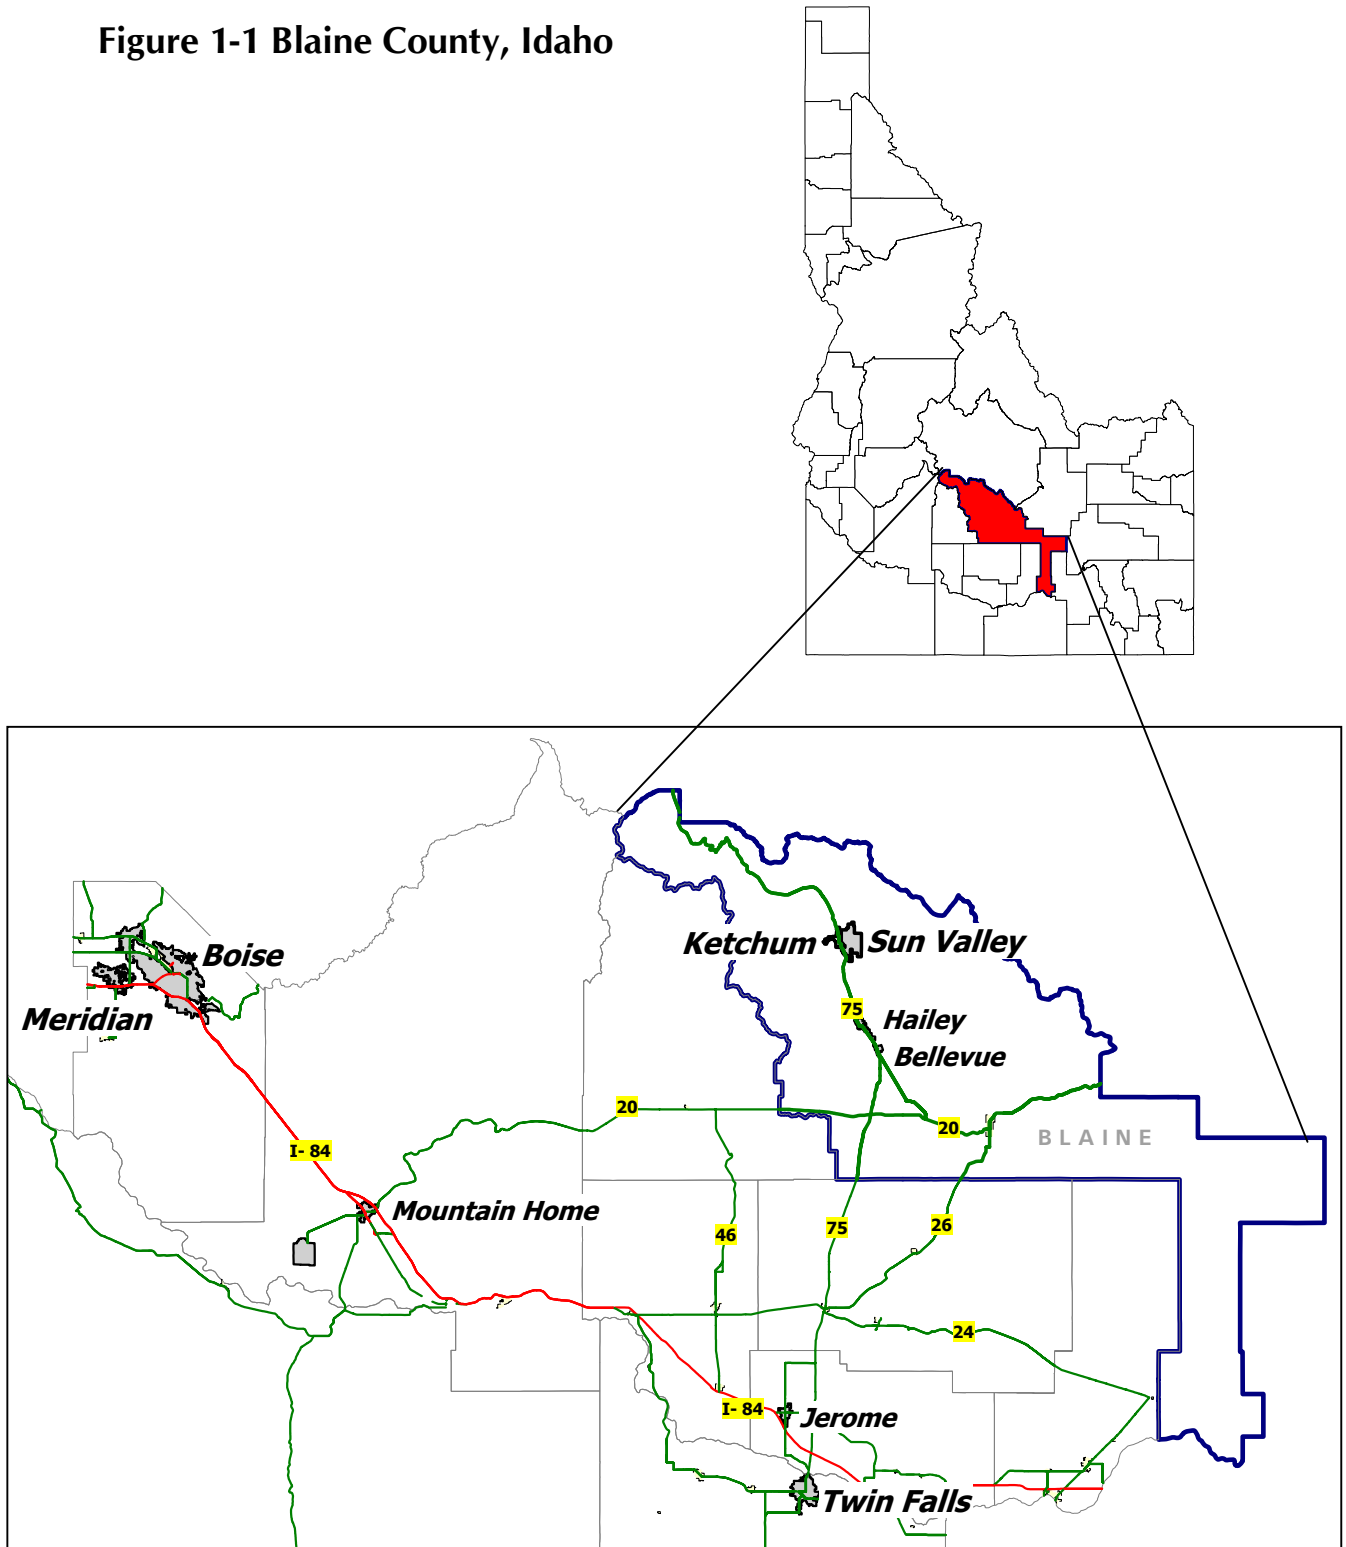 Figure 1-1 Blaine County, Idaho
Boise
Ketchum
Sun Valley
Meridian
75
Hailey
Bellevue
20
20
BLAINE
I- 84
Mountain Home
46
75
26
24
I- 84
Jerome
Twin Falls